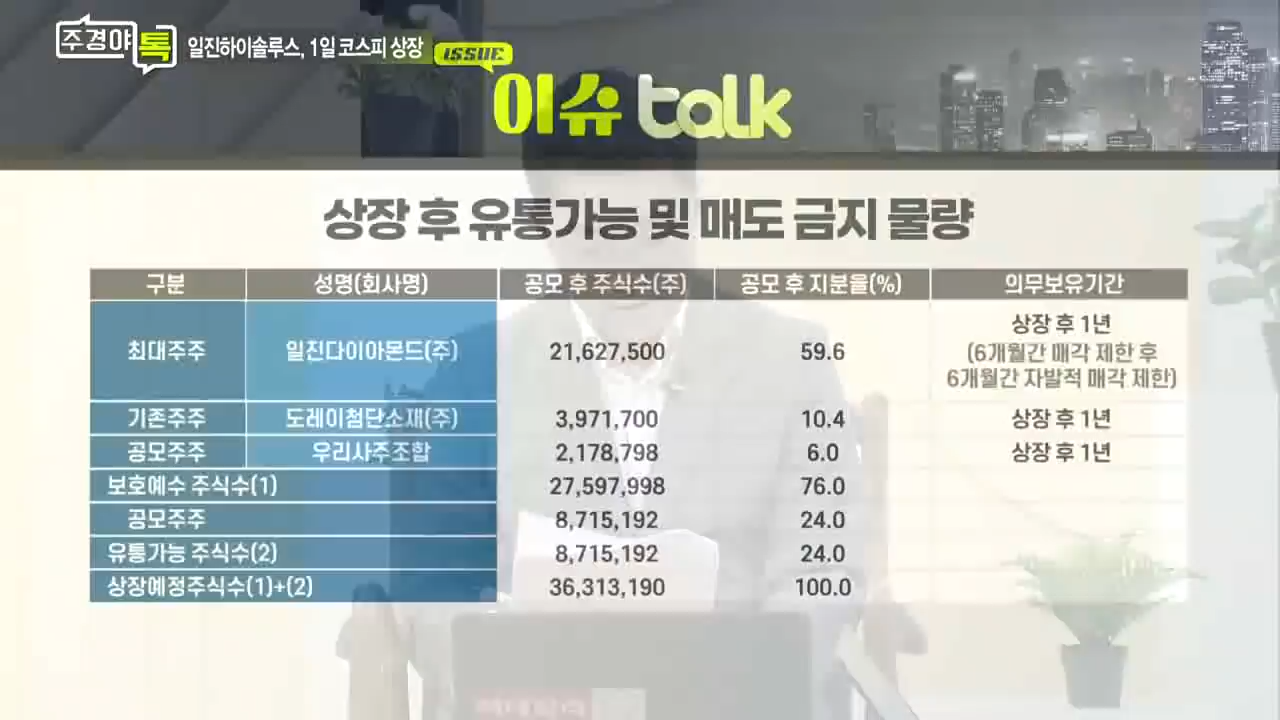 주경야톡 일진하이솔루스, 1일 코스피 상장
ISSUE
이슈 talk
상장 후 유통가능 및 매도 금지 물량
구분 성명(회사명) 공모 후 주식수(주) 공모 후 지분율(%) 의무보유기간
최대주주 일진다이아몬드(주) 21,627,500 59.6 상장 후 1년
(6개월간 매각 제한 후
6개월간 자발적 매각 제한)
기존주주 도레이첨단소재(주) 3,971,700 10.4 상장 후 1년
공모주주 우리사주조합 2,178,798 6.0 상장 후 1년
보호예수 주식수(1) 27,597,998 76.0
공모주주 8,715,192 24.0
유통가능 주식수(2) 8,715,192 24.0
상장예정주식수(1)+(2) 36,313,190 100.0